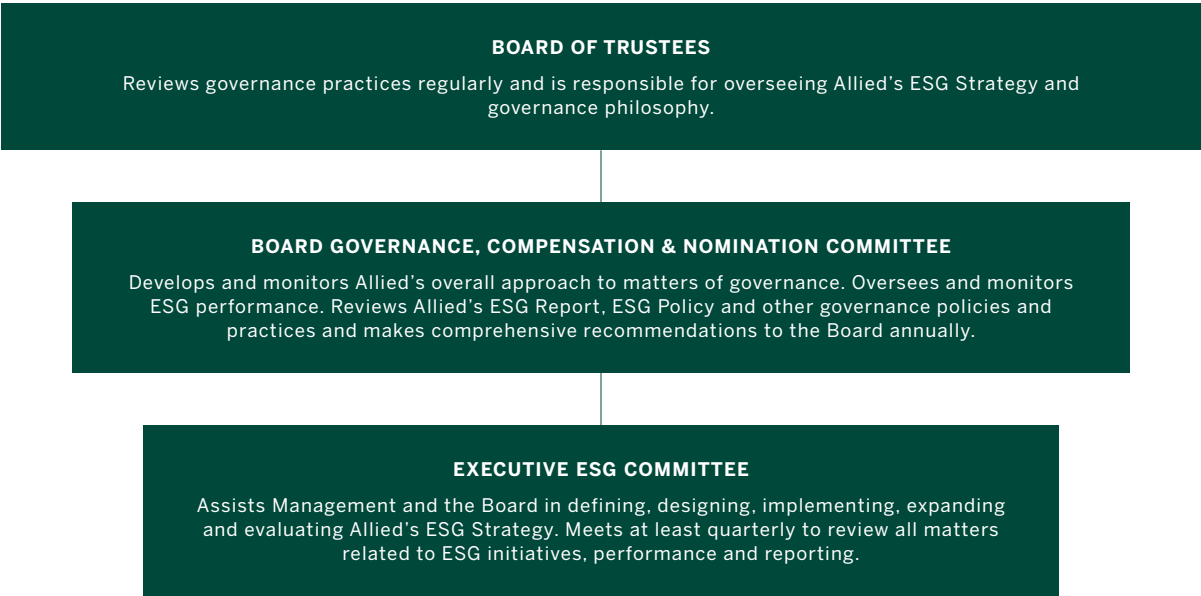 BOARD OF TRUSTEES
Reviews governance practices regularly and is responsible for overseeing Allied’s ESG Strategy and
governance philosophy.
BOARD GOVERNANCE, COMPENSATION & NOMINATION COMMITTEE
Develops and monitors Allied’s overall approach to matters of governance. Oversees and monitors
ESG performance. Reviews Allied’s ESG Report, ESG Policy and other governance policies and
practices and makes comprehensive recommendations to the Board annually.
EXECUTIVE ESG COMMITTEE
Assists Management and the Board in defining, designing, implementing, expanding
and evaluating Allied’s ESG Strategy. Meets at least quarterly to review all matters
related to ESG initiatives, performance and reporting.